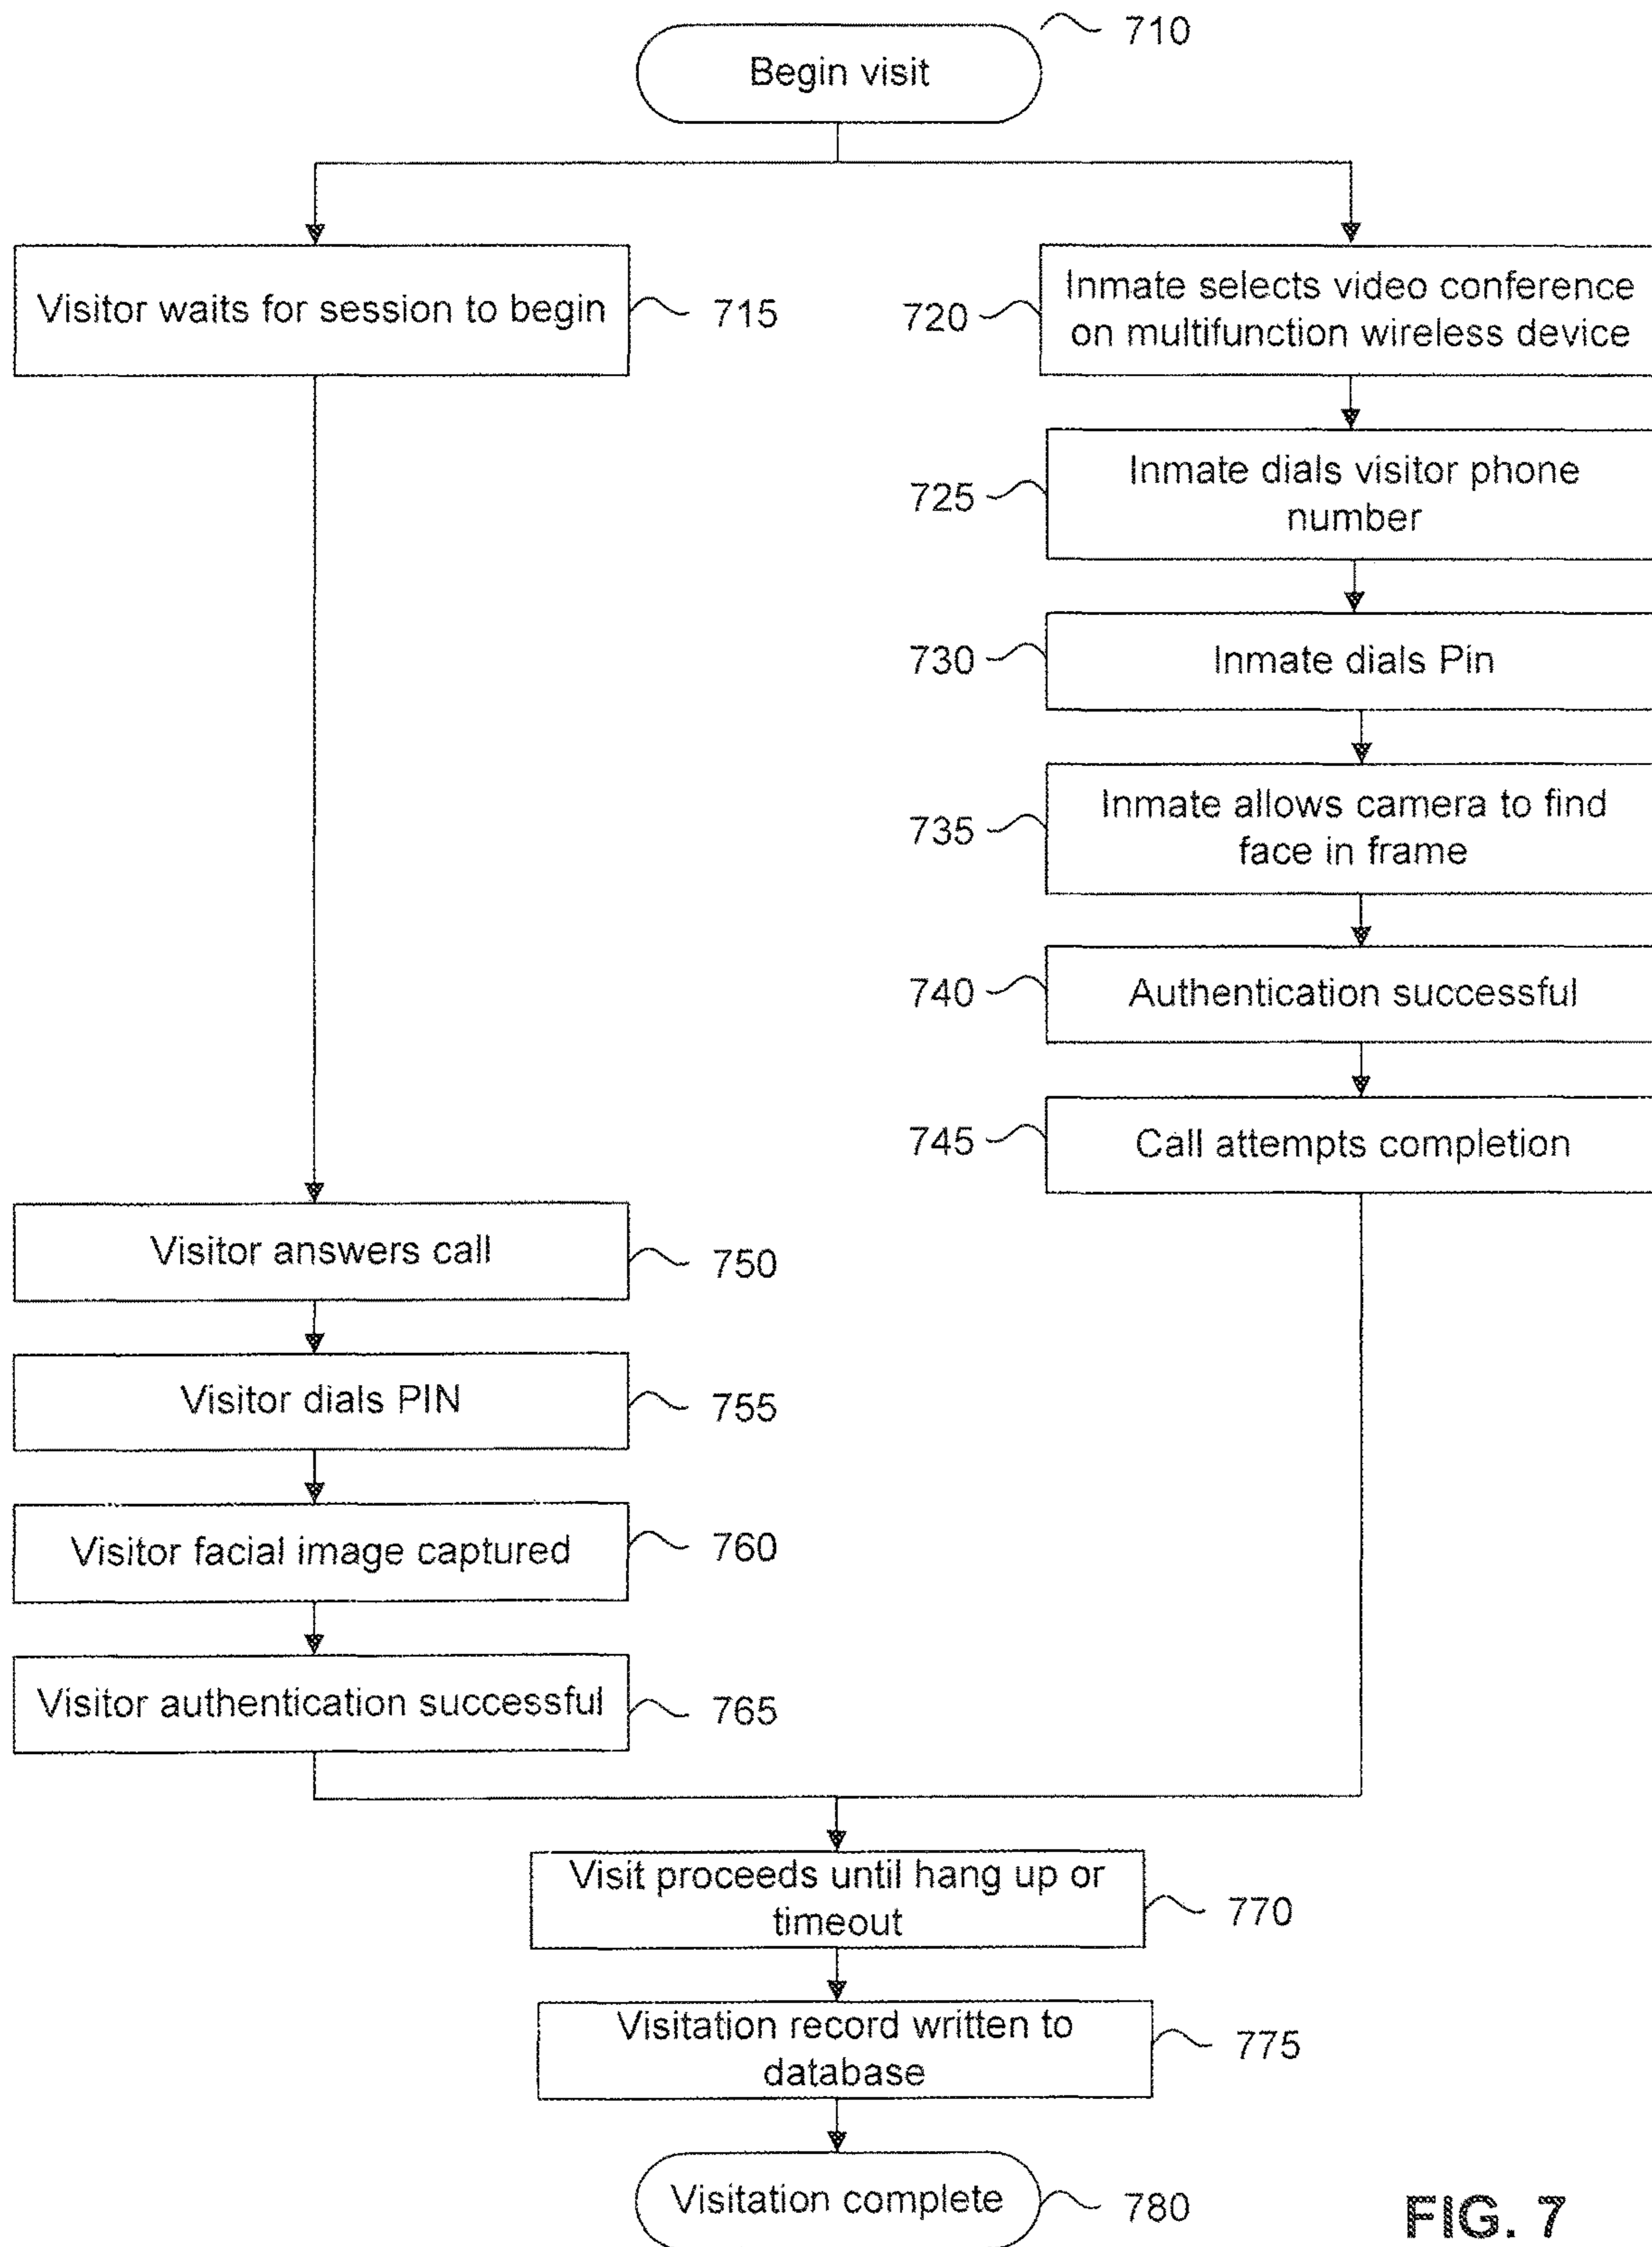 710
Begin visit
Visitor waits for session to begin
715
720
Inmate selects video conference
on multifunction wireless device
725
Inmate dials visitor phone
number
730
Inmate dials Pin
735
Inmate allows camera to find
face in frame
740
Authentication successful
745
Call attempts completion
Visitor answers call
750
Visitor dials PIN
755
Visitor facial image captured
760
Visitor authentication successful
765
Visit proceeds until hang up or
timeout
770
Visitation record written to
database
775
Visitation complete
780
FIG. 7